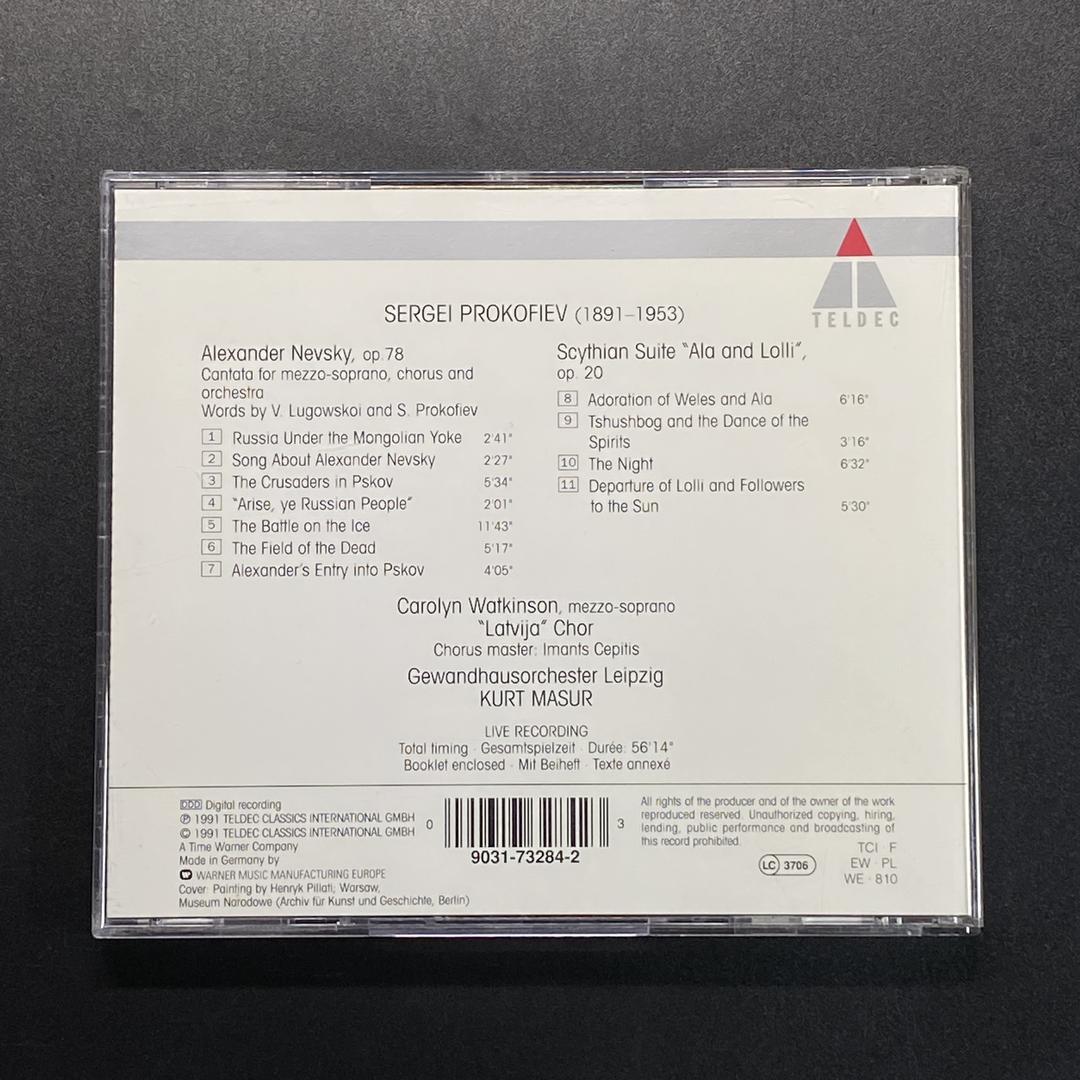 TELDEC
SERGEI PROKOFIEV (1891–1953)
Alexander Nevsky, op.78
Cantata for mezzo-soprano, chorus and
orchestra
Words by V. Lugowskoi and S. Prokofiev
1 Russia Under the Mongolian Yoke 2'41"
2 Song About Alexander Nevsky 2'27"
3 The Crusaders in Pskov 5'34"
4 "Arise, ye Russian People" 2'01"
5 The Battle on the Ice 11'43"
6 The Field of the Dead 5'17"
7 Alexander's Entry into Pskov 4'05"
Scythian Suite "Ala and Lolli",
op. 20
8 Adoration of Weles and Ala 6'16"
9 Tshushbog and the Dance of the
Spirits 3'16"
10 The Night 6'32"
11 Departure of Lolli and Followers
to the Sun 5'30"
Carolyn Watkinson, mezzo-soprano
"Latvija" Chor
Chorus master: Imants Cepitis
Gewandhausorchester Leipzig
KURT MASUR
LIVE RECORDING
Total timing · Gesamtspielzeit · Durée: 56'14"
Booklet enclosed · Mit Beiheft · Texte annexé
DDD Digital recording
℗ 1991 TELDEC CLASSICS INTERNATIONAL GMBH
© 1991 TELDEC CLASSICS INTERNATIONAL GMBH
A Time Warner Company
Made in Germany by
WARNER MUSIC MANUFACTURING EUROPE
Cover: Painting by Henryk Pillati, Warsaw,
Museum Narodowe (Archiv für Kunst und Geschichte, Berlin)
0 3
9031-73284-2
All rights of the producer and of the owner of the work
reproduced reserved. Unauthorized copying, hiring,
lending, public performance and broadcasting of
this record prohibited.
LC 3706
TCI · F
EW · PL
WE · 810